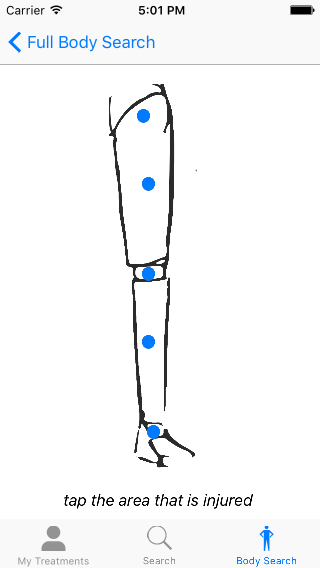 Carrier 5:01 PM
Full Body Search
tap the area that is injured
My Treatments Search Body Search